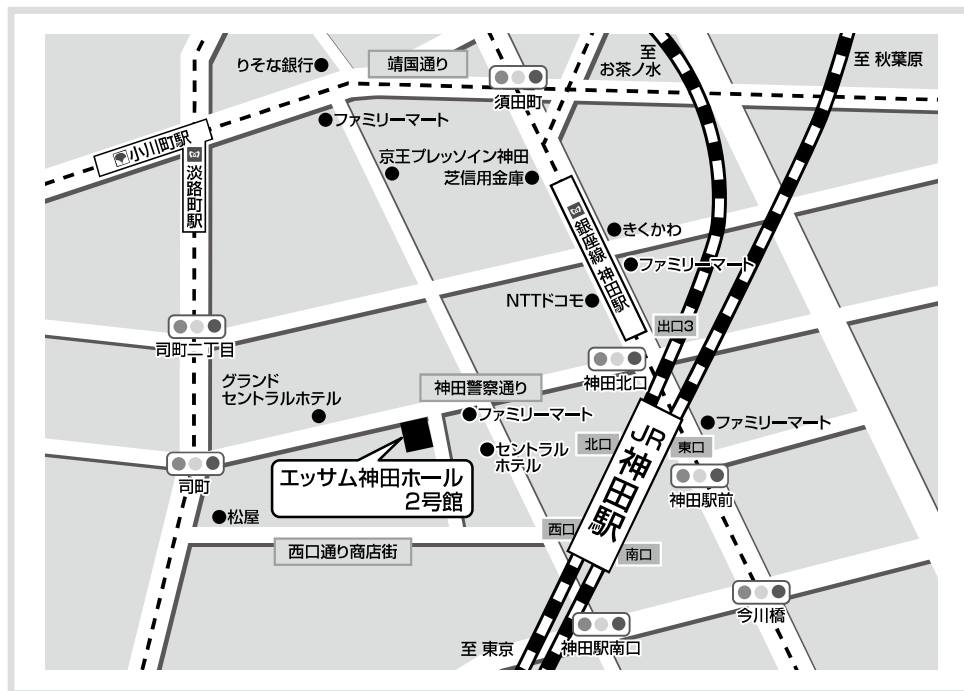 至
お茶ノ水
至 秋葉原
りそな銀行
靖国通り
須田町
ファミリーマート
小川町駅
淡路町駅
京王プレッソイン神田
芝信用金庫
きくかわ
銀座線 神田駅
ファミリーマート
NTTドコモ
出口3
司町二丁目
神田北口
グランド
セントラルホテル
神田警察通り
ファミリーマート
ファミリーマート
北口
JR神田駅
東口
セントラル
ホテル
司町
エッサム神田ホール
2号館
神田駅前
松屋
西口
西口通り商店街
南口
今川橋
至 東京
神田駅南口